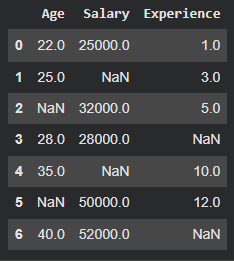 Age Salary Experience
0 22.0 25000.0 1.0
1 25.0 NaN 3.0
2 NaN 32000.0 5.0
3 28.0 28000.0 NaN
4 35.0 NaN 10.0
5 NaN 50000.0 12.0
6 40.0 52000.0 NaN